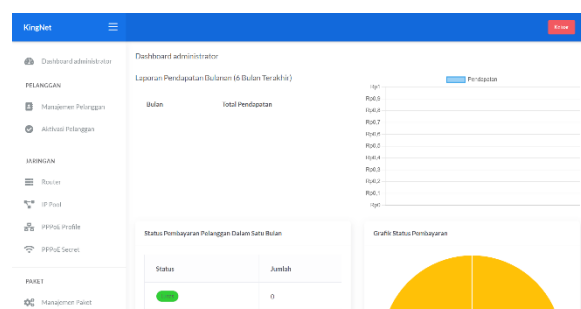 KingNet
Dashboard administrator
PELANGGAN
Manajemen Pelanggan
Aktivasi Pelanggan
JARINGAN
Router
IP Pool
PPPoE Profile
PPPoE Secret
PAKET
Manajemen Paket
Dashboard administrator
Laporan Pendapatan Bulanan (6 Bulan Terakhir)
Bulan Total Pendapatan
Pendapatan
Rp1
Rp0,9
Rp0,8
Rp0,7
Rp0,6
Rp0,5
Rp0,4
Rp0,3
Rp0,2
Rp0,1
Rp0
Status Pembayaran Pelanggan Dalam Satu Bulan
Status Jumlah
0
Grafik Status Pembayaran